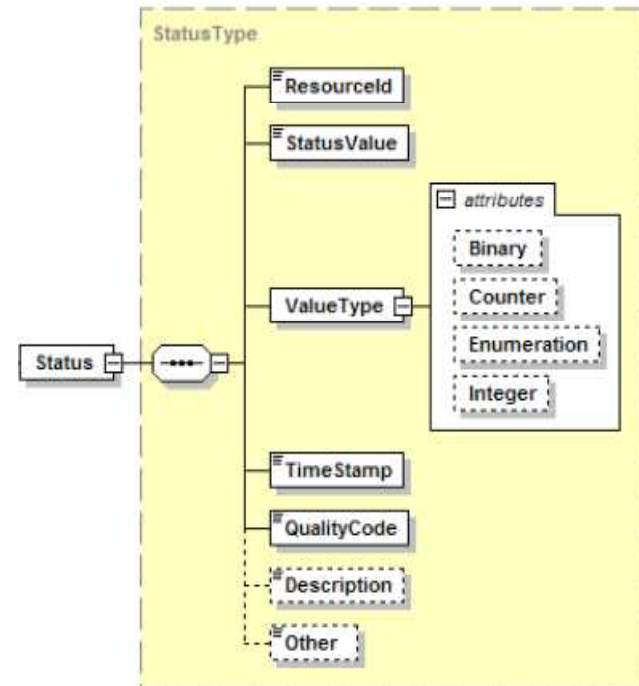 StatusType
ResourceId
StatusValue
attributes
Binary
Counter
ValueType
Enumeration
Integer
Status
TimeStamp
QualityCode
Description
Other